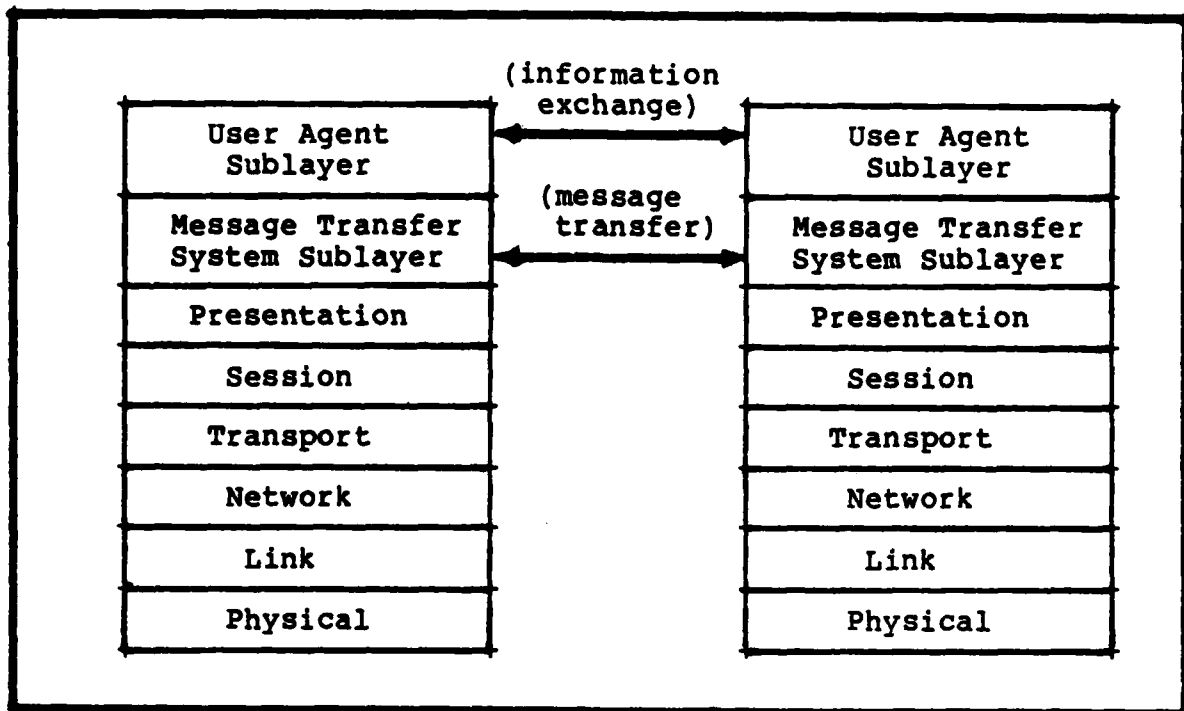 (information
exchange)
User Agent
Sublayer
User Agent
Sublayer
(message
transfer)
Message Transfer
System Sublayer
Message Transfer
System Sublayer
Presentation
Presentation
Session
Session
Transport
Transport
Network
Network
Link
Link
Physical
Physical